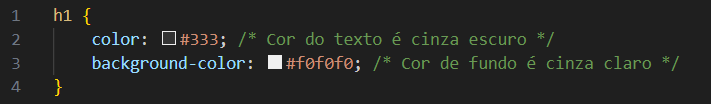 1 h1 {
2 color: #333; /* Cor do texto é cinza escuro */
3 background-color: #f0f0f0; /* Cor de fundo é cinza claro */
4 }